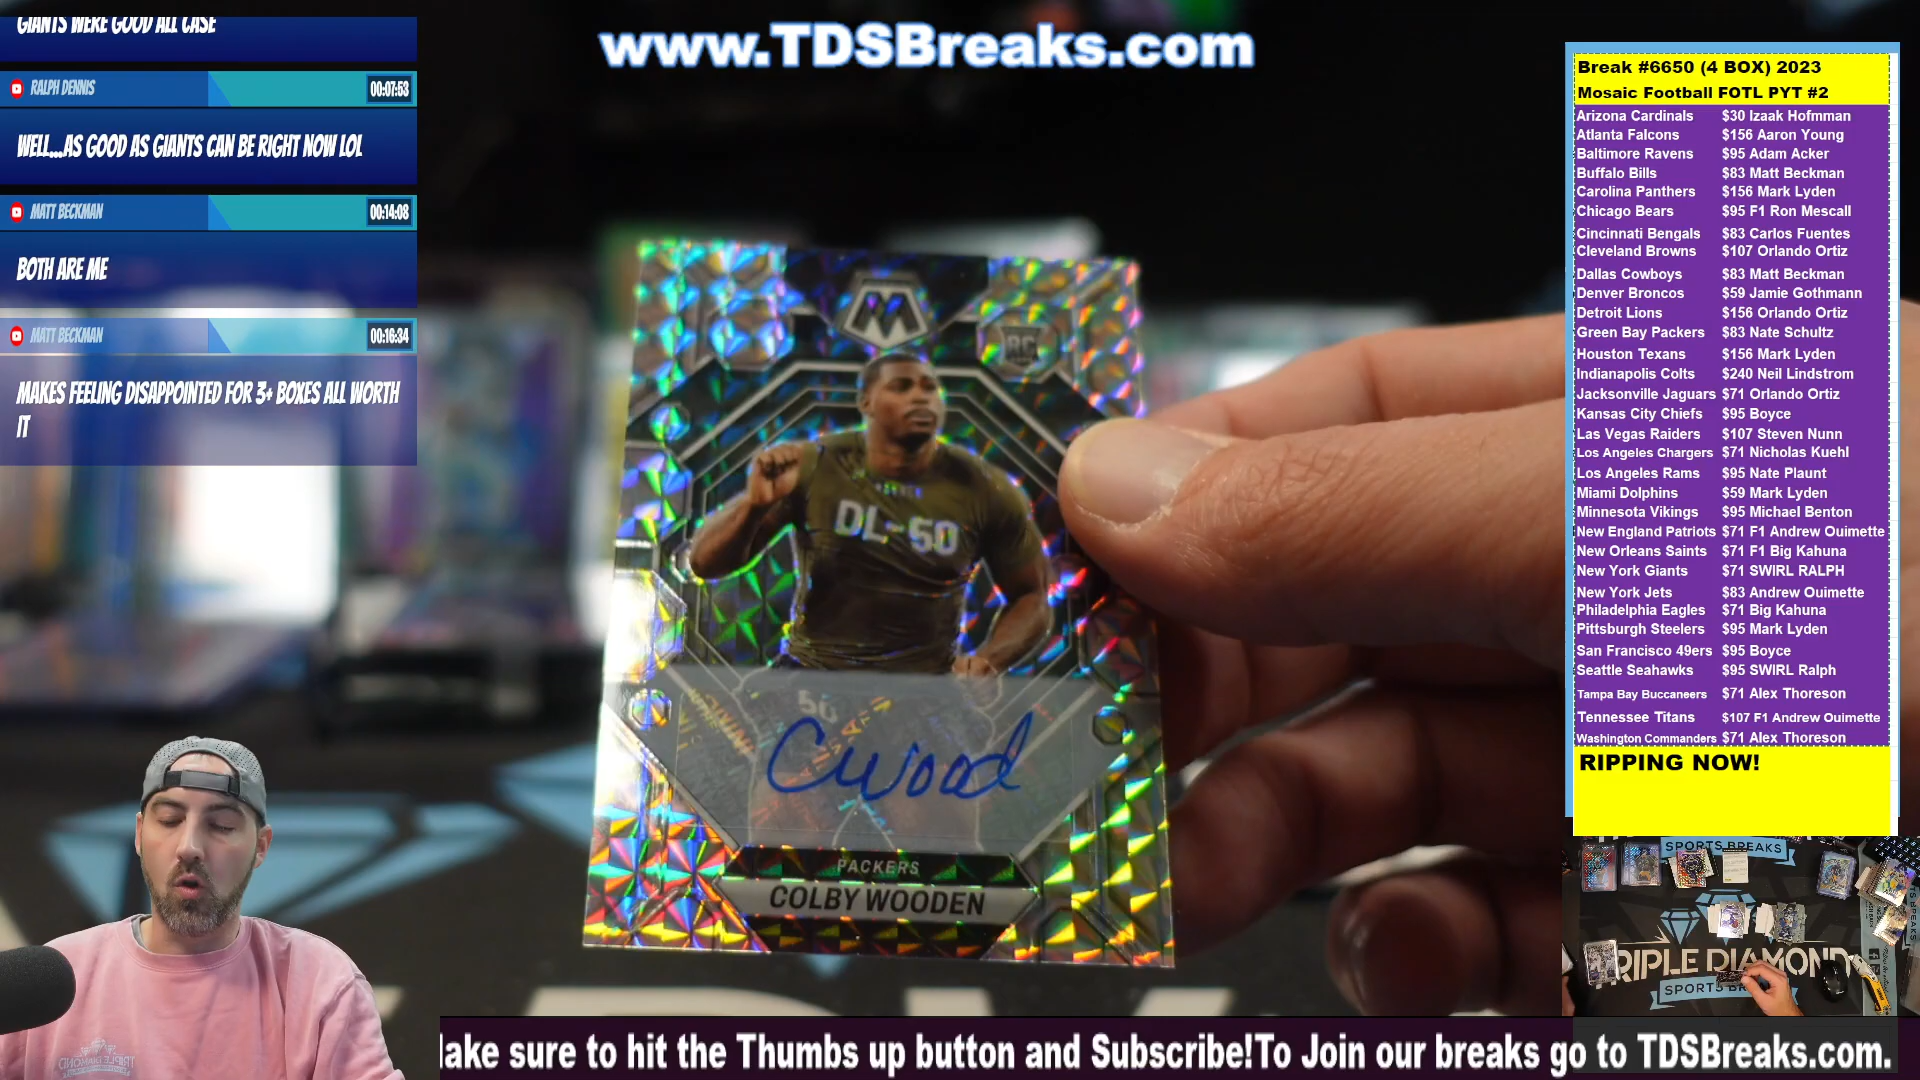 GIANTS WERE GOOD ALL CASE
RALPH DENNIS 00:07:53
WELL...AS GOOD AS GIANTS CAN BE RIGHT NOW LOL
MATT BECKMAN 00:14:08
BOTH ARE ME
MATT BECKMAN 00:16:34
MAKES FEELING DISAPPOINTED FOR 3+ BOXES ALL WORTH
IT
www.TDSBreaks.com
M
RC
DL-50
Cwood
PACKERS
COLBY WOODEN
Break #6650 (4 BOX) 2023
Mosaic Football FOTL PYT #2
Arizona Cardinals $30 Izaak Hofmman
Atlanta Falcons $156 Aaron Young
Baltimore Ravens $95 Adam Acker
Buffalo Bills $83 Matt Beckman
Carolina Panthers $156 Mark Lyden
Chicago Bears $95 F1 Ron Mescall
Cincinnati Bengals $83 Carlos Fuentes
Cleveland Browns $107 Orlando Ortiz
Dallas Cowboys $83 Matt Beckman
Denver Broncos $59 Jamie Gothmann
Detroit Lions $156 Orlando Ortiz
Green Bay Packers $83 Nate Schultz
Houston Texans $156 Mark Lyden
Indianapolis Colts $240 Neil Lindstrom
Jacksonville Jaguars $71 Orlando Ortiz
Kansas City Chiefs $95 Boyce
Las Vegas Raiders $107 Steven Nunn
Los Angeles Chargers $71 Nicholas Kuehl
Los Angeles Rams $95 Nate Plaunt
Miami Dolphins $59 Mark Lyden
Minnesota Vikings $95 Michael Benton
New England Patriots $71 F1 Andrew Ouimette
New Orleans Saints $71 F1 Big Kahuna
New York Giants $71 SWIRL RALPH
New York Jets $83 Andrew Ouimette
Philadelphia Eagles $71 Big Kahuna
Pittsburgh Steelers $95 Mark Lyden
San Francisco 49ers $95 Boyce
Seattle Seahawks $95 SWIRL Ralph
Tampa Bay Buccaneers $71 Alex Thoreson
Tennessee Titans $107 F1 Andrew Ouimette
Washington Commanders $71 Alex Thoreson
RIPPING NOW!
SPORTS BREAKS
RIPLE DIAMOND
SPORTS BRE
ake sure to hit the Thumbs up button and Subscribe!To Join our breaks go to TDSBreaks.com.